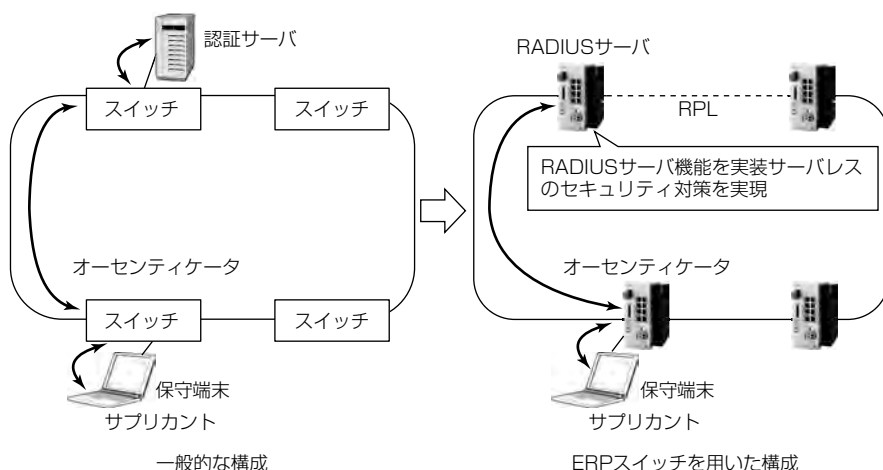 認証サーバ
スイッチ
スイッチ
オーセンティケータ
スイッチ
スイッチ
保守端末
サプリカント
一般的な構成
RADIUSサーバ
RPL
RADIUSサーバ機能を実装サーバレス
のセキュリティ対策を実現
オーセンティケータ
保守端末
サプリカント
ERPスイッチを用いた構成